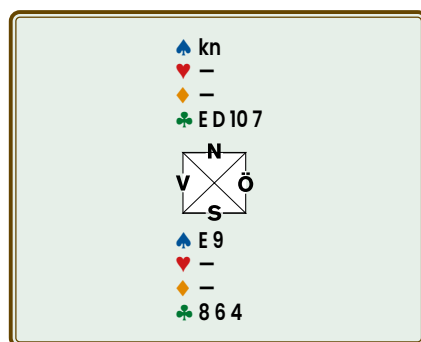 ♠ kn
♥ –
♦ –
♣ E D 10 7
N
V Ö
S
♠ E 9
♥ –
♦ –
♣ 8 6 4